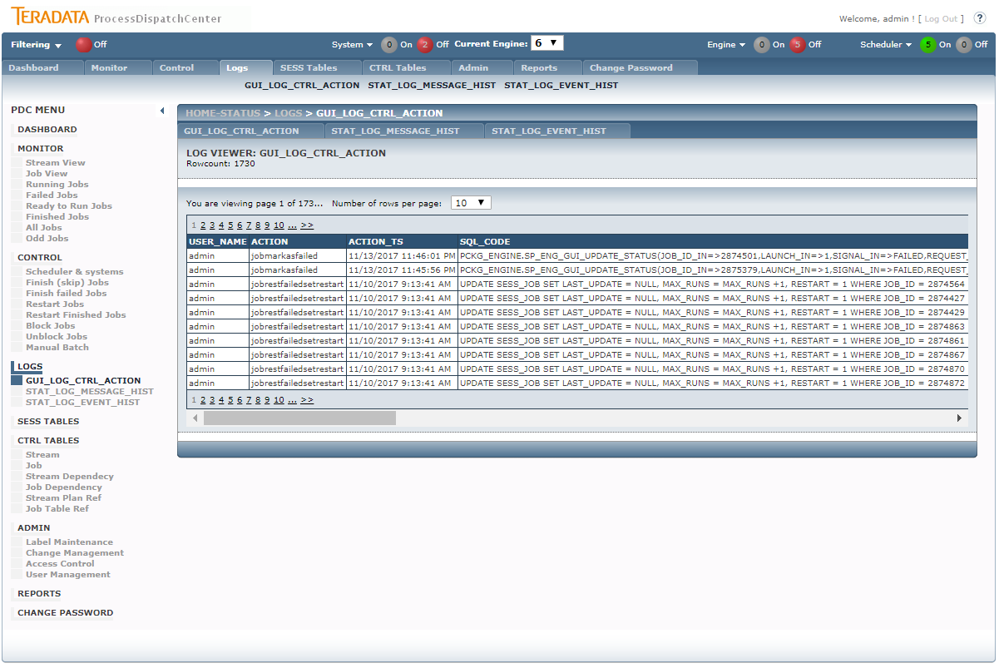 TERADATA ProcessDispatchCenter
Welcome, admin ! [ Log Out ] ?
Filtering Off System 0 On 2 Off Current Engine: 6 Engine 0 On 5 Off Scheduler 5 On 0 Off
Dashboard Monitor Control Logs SESS Tables CTRL Tables Admin Reports Change Password
GUI_LOG_CTRL_ACTION STAT_LOG_MESSAGE_HIST STAT_LOG_EVENT_HIST
PDC MENU
DASHBOARD
MONITOR
Stream View
Job View
Running Jobs
Failed Jobs
Ready to Run Jobs
Finished Jobs
All Jobs
Odd Jobs
CONTROL
Scheduler & systems
Finish (skip) Jobs
Finish failed Jobs
Restart Jobs
Restart Finished Jobs
Block Jobs
Unblock Jobs
Manual Batch
LOGS
GUI_LOG_CTRL_ACTION
STAT_LOG_MESSAGE_HIST
STAT_LOG_EVENT_HIST
SESS TABLES
CTRL TABLES
Stream
Job
Stream Dependecy
Job Dependency
Stream Plan Ref
Job Table Ref
ADMIN
Label Maintenance
Change Management
Access Control
User Management
REPORTS
CHANGE PASSWORD
HOME-STATUS > LOGS > GUI_LOG_CTRL_ACTION
GUI_LOG_CTRL_ACTION STAT_LOG_MESSAGE_HIST STAT_LOG_EVENT_HIST
LOG VIEWER: GUI_LOG_CTRL_ACTION
Rowcount: 1730
You are viewing page 1 of 173... Number of rows per page: 10
1 2 3 4 5 6 7 8 9 10 ... >>
USER_NAME ACTION ACTION_TS SQL_CODE
admin jobmarkasfailed 11/13/2017 11:46:01 PM PCKG_ENGINE.SP_ENG_GUI_UPDATE_STATUS(JOB_ID_IN=>2874501,LAUNCH_IN=>1,SIGNAL_IN=>FAILED,REQUEST_
admin jobmarkasfailed 11/13/2017 11:45:56 PM PCKG_ENGINE.SP_ENG_GUI_UPDATE_STATUS(JOB_ID_IN=>2875379,LAUNCH_IN=>1,SIGNAL_IN=>FAILED,REQUEST_
admin jobrestfailedsetrestart 11/10/2017 9:13:41 AM UPDATE SESS_JOB SET LAST_UPDATE = NULL, MAX_RUNS = MAX_RUNS +1, RESTART = 1 WHERE JOB_ID = 2874564
admin jobrestfailedsetrestart 11/10/2017 9:13:41 AM UPDATE SESS_JOB SET LAST_UPDATE = NULL, MAX_RUNS = MAX_RUNS +1, RESTART = 1 WHERE JOB_ID = 2874427
admin jobrestfailedsetrestart 11/10/2017 9:13:41 AM UPDATE SESS_JOB SET LAST_UPDATE = NULL, MAX_RUNS = MAX_RUNS +1, RESTART = 1 WHERE JOB_ID = 2874429
admin jobrestfailedsetrestart 11/10/2017 9:13:41 AM UPDATE SESS_JOB SET LAST_UPDATE = NULL, MAX_RUNS = MAX_RUNS +1, RESTART = 1 WHERE JOB_ID = 2874863
admin jobrestfailedsetrestart 11/10/2017 9:13:41 AM UPDATE SESS_JOB SET LAST_UPDATE = NULL, MAX_RUNS = MAX_RUNS +1, RESTART = 1 WHERE JOB_ID = 2874861
admin jobrestfailedsetrestart 11/10/2017 9:13:41 AM UPDATE SESS_JOB SET LAST_UPDATE = NULL, MAX_RUNS = MAX_RUNS +1, RESTART = 1 WHERE JOB_ID = 2874867
admin jobrestfailedsetrestart 11/10/2017 9:13:41 AM UPDATE SESS_JOB SET LAST_UPDATE = NULL, MAX_RUNS = MAX_RUNS +1, RESTART = 1 WHERE JOB_ID = 2874870
admin jobrestfailedsetrestart 11/10/2017 9:13:41 AM UPDATE SESS_JOB SET LAST_UPDATE = NULL, MAX_RUNS = MAX_RUNS +1, RESTART = 1 WHERE JOB_ID = 2874872
1 2 3 4 5 6 7 8 9 10 ... >>